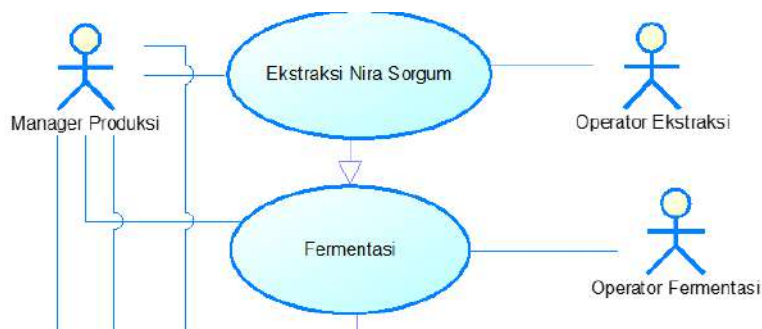 Ekstraksi Nira Sorgum
Manager Produksi
Operator Ekstraksi
Fermentasi
Operator Fermentasi